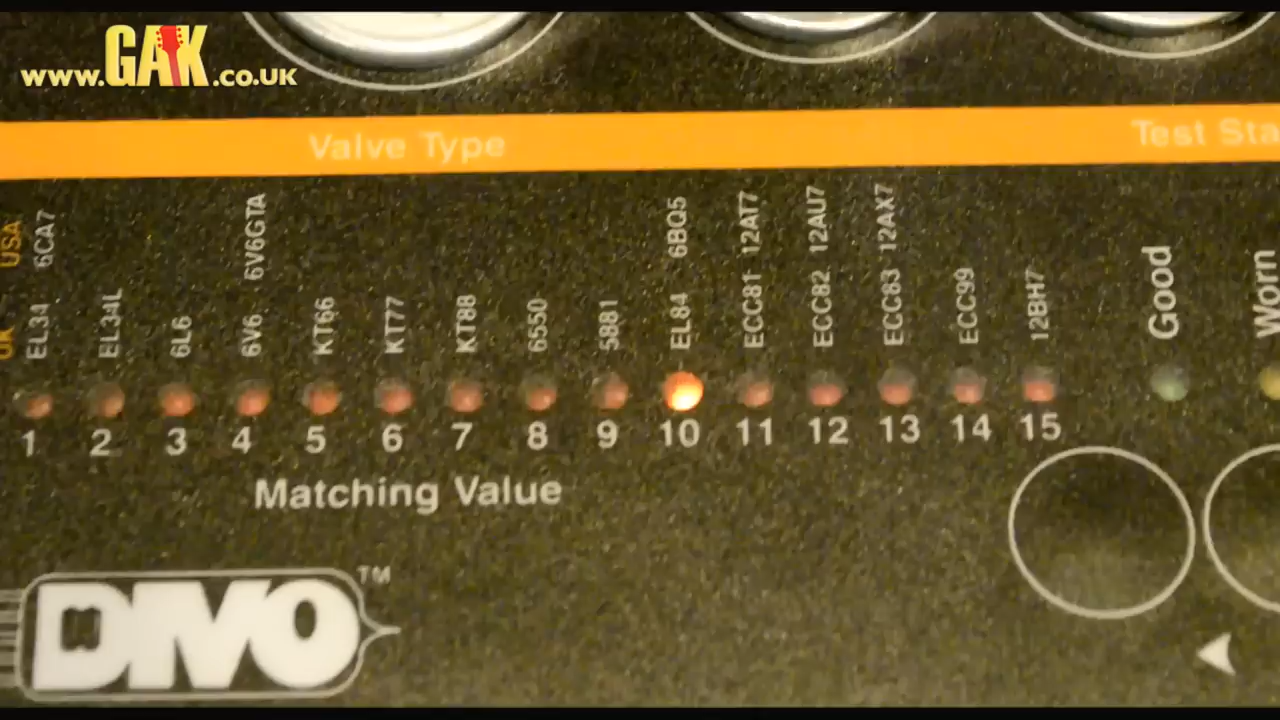 www.GAK.co.uk
Valve Type
Test Sta
UK USA
EL34 6CA7
EL34L
6L6
6V6 6V6GTA
KT66
KT77
KT88
6550
5881
EL84 6BQ5
ECC81 12AT7
ECC82 12AU7
ECC83 12AX7
ECC99
12BH7
Good
Worn
1 2 3 4 5 6 7 8 9 10 11 12 13 14 15
Matching Value
DIVO™